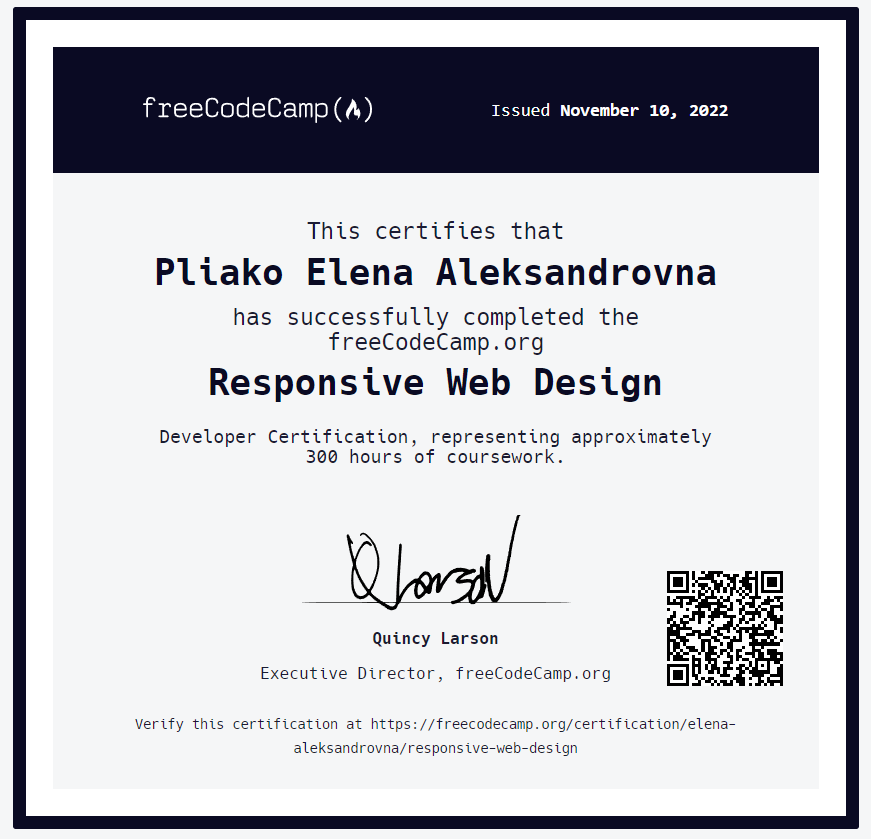 freeCodeCamp(🔥)
Issued November 10, 2022
This certifies that
Pliako Elena Aleksandrovna
has successfully completed the
freeCodeCamp.org
Responsive Web Design
Developer Certification, representing approximately
300 hours of coursework.
Q Larson
Quincy Larson
Executive Director, freeCodeCamp.org
Verify this certification at https://freecodecamp.org/certification/elena-
aleksandrovna/responsive-web-design